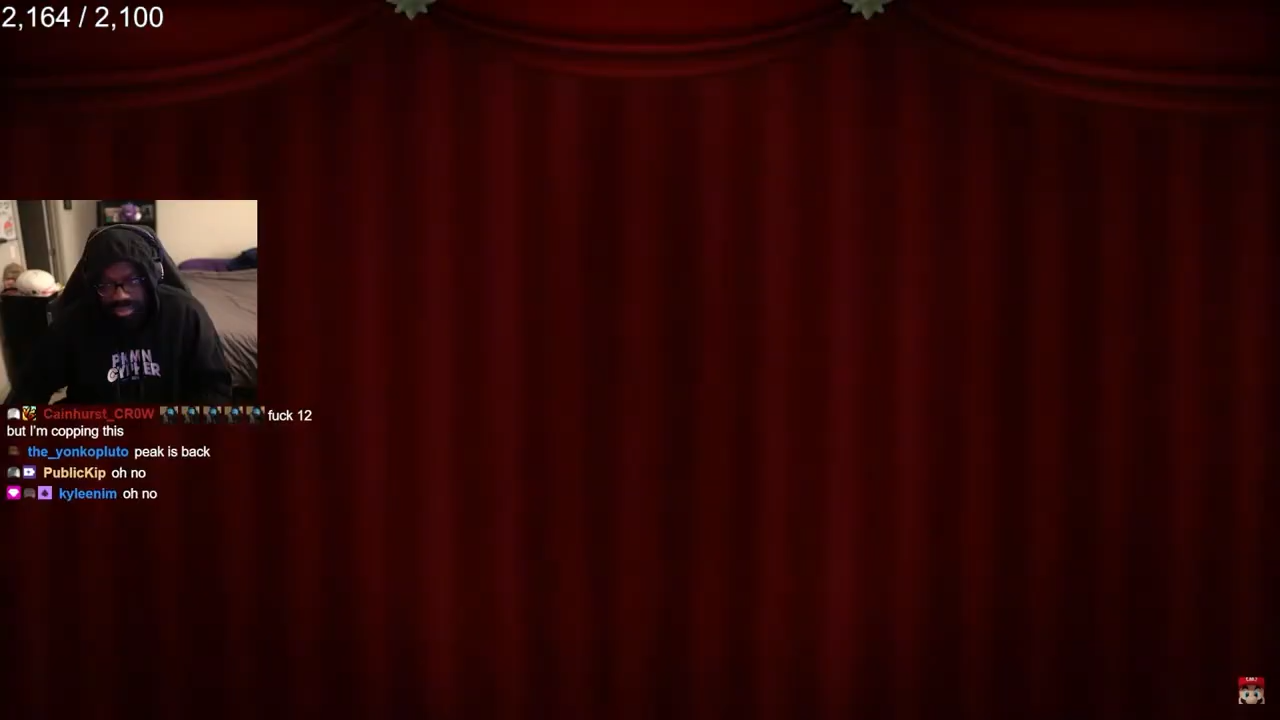 2,164 / 2,100
Cainhurst_CR0W fuck 12
but I'm copping this
the_yonkopluto peak is back
PublicKip oh no
kyleenim oh no